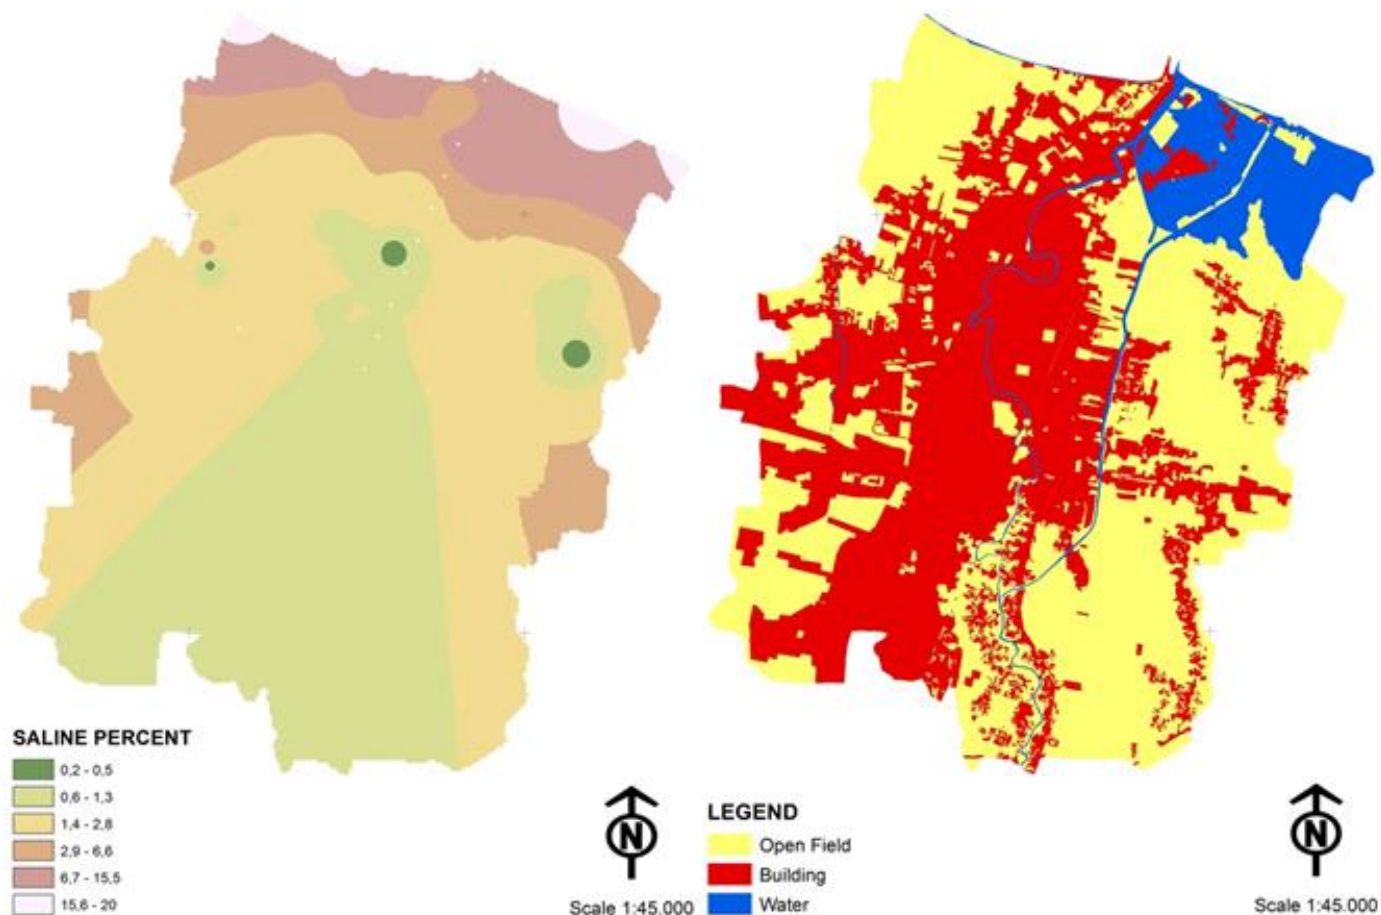 SALINE PERCENT
0,2 - 0,5
0,6 - 1,3
1,4 - 2,8
2,9 - 6,6
6,7 - 15,5
15,6 - 20
N
Scale 1:45.000
LEGEND
Open Field
Building
Water
N
Scale 1:45.000